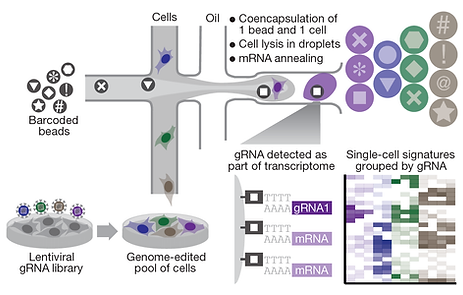 Cells
Oil
● Coencapsulation of
1 bead and 1 cell
● Cell lysis in droplets
● mRNA annealing
#
!
@
Barcoded
beads
gRNA detected as
part of transcriptome
Single-cell signatures
grouped by gRNA
TTTT
AAAA gRNA1
TTTT
AAAA mRNA
TTTT
AAAA mRNA
Lentiviral
gRNA library
Genome-edited
pool of cells